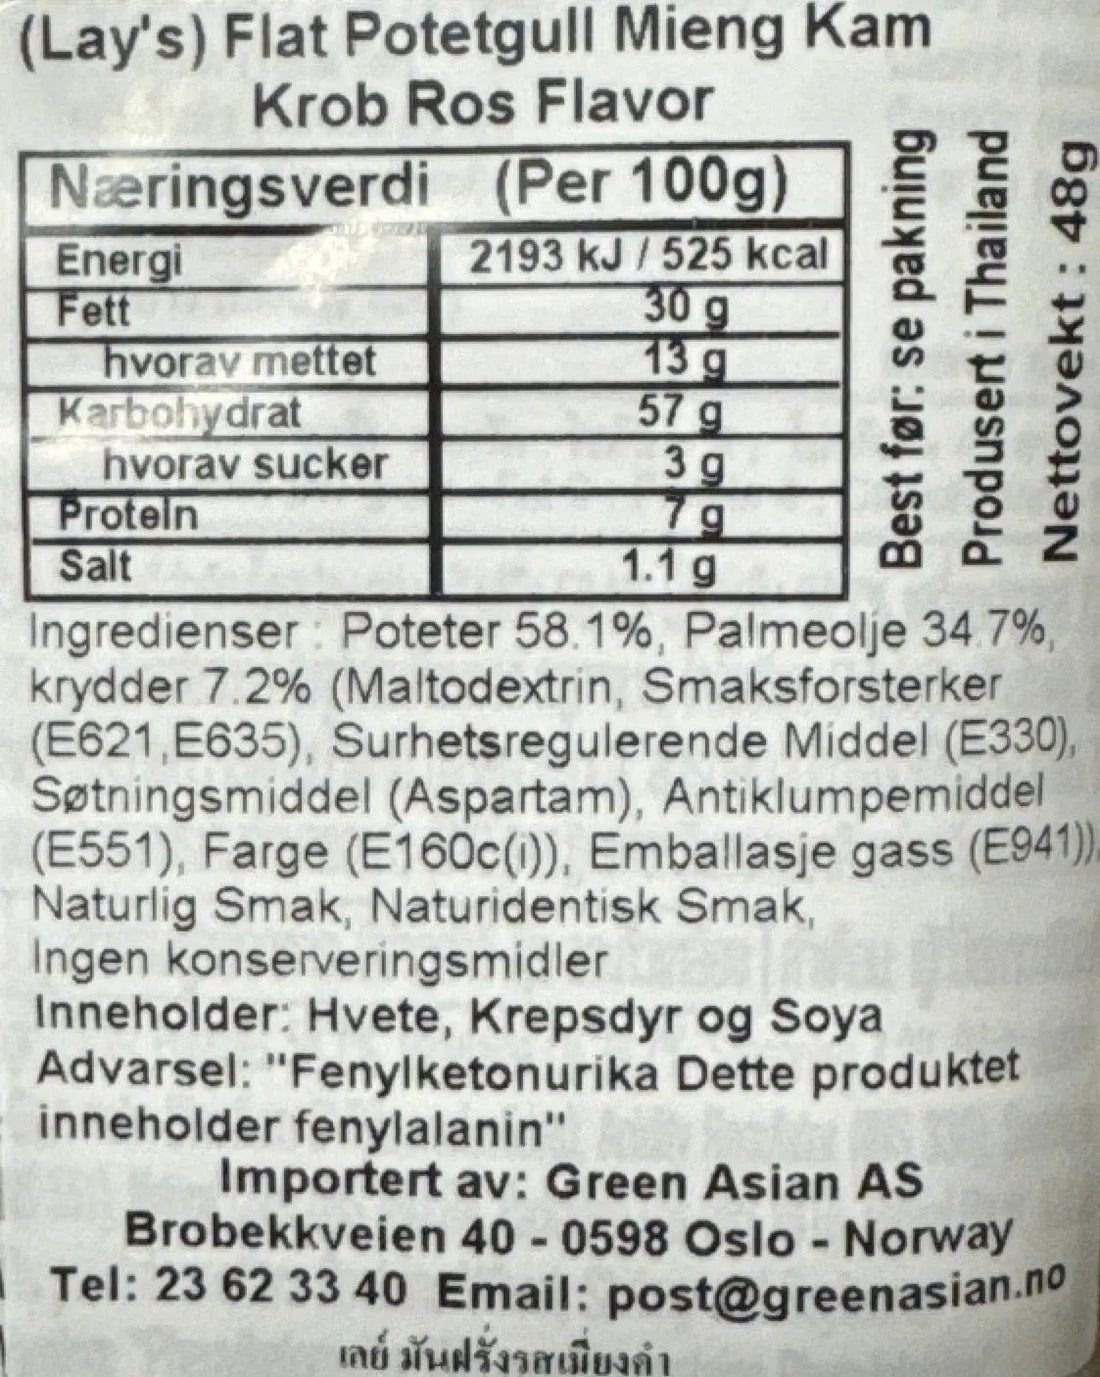 (Lay's) Flat Potetgull Mieng Kam
Krob Ros Flavor
Næringsverdi (Per 100g)
Energi 2193 kJ / 525 kcal
Fett 30 g
hvorav mettet 13 g
Karbohydrat 57 g
hvorav sucker 3 g
Protein 7 g
Salt 1.1 g
Best før: se pakning
Produsert i Thailand
Nettovekt : 48g
Ingredienser : Poteter 58.1%, Palmeolje 34.7%,
krydder 7.2% (Maltodextrin, Smaksforsterker
(E621,E635), Surhetsregulerende Middel (E330),
Søtningsmiddel (Aspartam), Antiklumpemiddel
(E551), Farge (E160c(i)), Emballasje gass (E941)),
Naturlig Smak, Naturidentisk Smak,
Ingen konserveringsmidler
Inneholder: Hvete, Krepsdyr og Soya
Advarsel: "Fenylketonurika Dette produktet
inneholder fenylalanin"
Importert av: Green Asian AS
Brobekkveien 40 - 0598 Oslo - Norway
Tel: 23 62 33 40 Email: post@greenasian.no
เลย์ มันฝรั่งรสเมี่ยงคำ